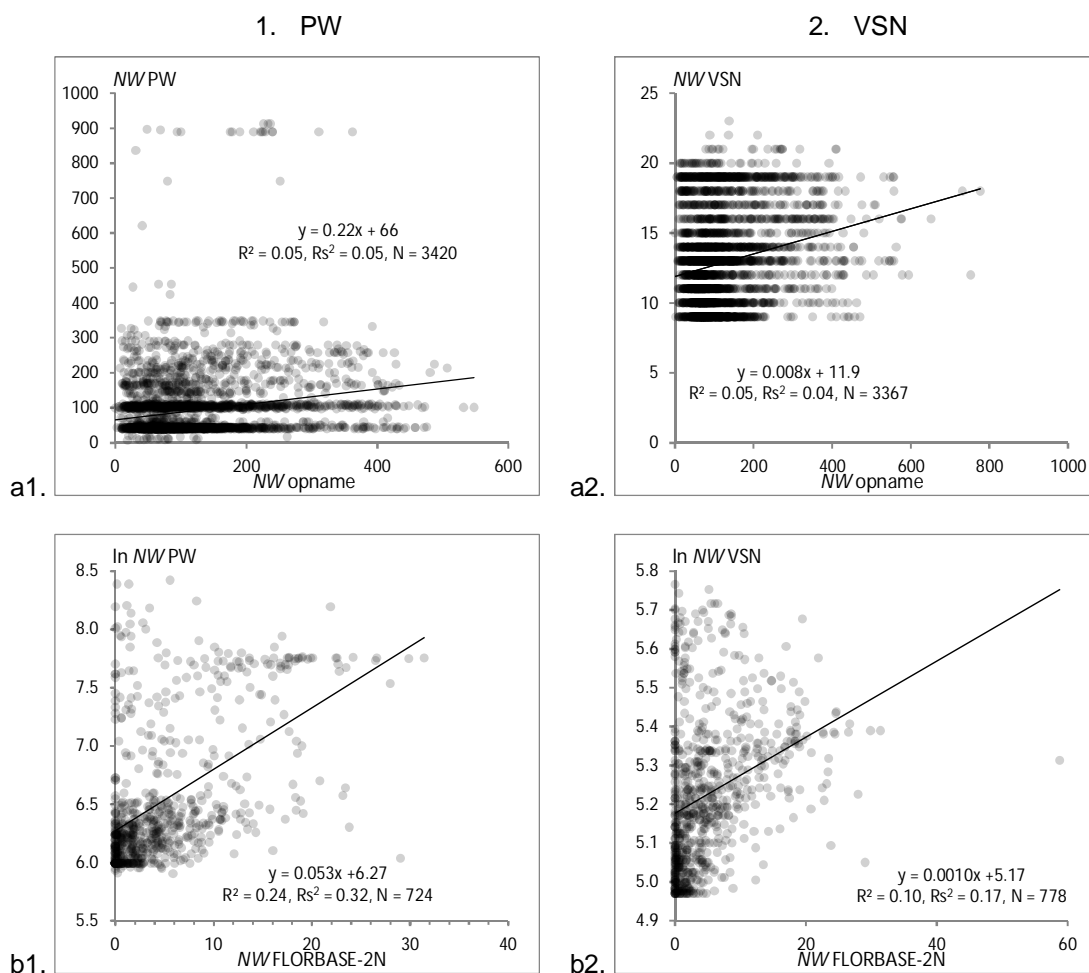 1. PW
2. VSN
NW PW
1000
900
800
700
600
500
400
300
200
100
0
0 200 400 600
NW opname
y = 0.22x + 66
R² = 0.05, Rs² = 0.05, N = 3420
a1.
NW VSN
25
20
15
10
5
0
0 200 400 600 800 1000
NW opname
y = 0.008x + 11.9
R² = 0.05, Rs² = 0.04, N = 3367
a2.
ln NW PW
8.5
8.0
7.5
7.0
6.5
6.0
5.5
0 10 20 30 40
NW FLORBASE-2N
y = 0.053x +6.27
R² = 0.24, Rs² = 0.32, N = 724
b1.
ln NW VSN
5.8
5.7
5.6
5.5
5.4
5.3
5.2
5.1
5.0
4.9
0 20 40 60
NW FLORBASE-2N
y = 0.0010x +5.17
R² = 0.10, Rs² = 0.17, N = 778
b2.